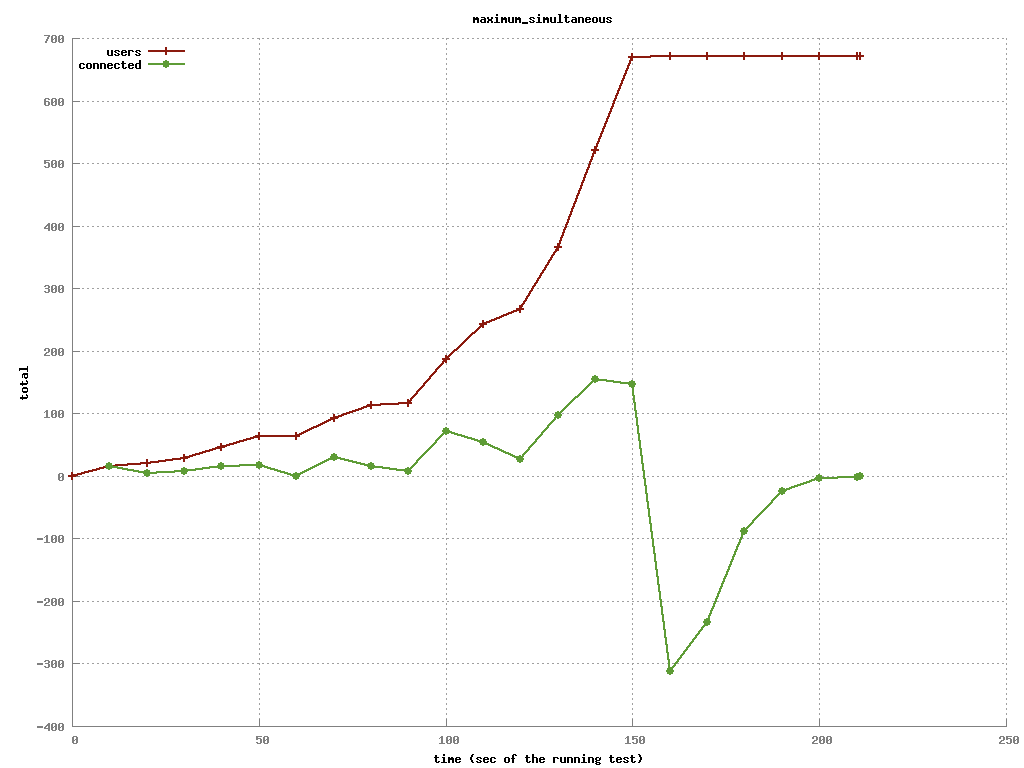 maximum_simultaneous
700
users
connected
600
500
400
300
200
total
100
0
-100
-200
-300
-400
0 50 100 150 200 250
time (sec of the running test)